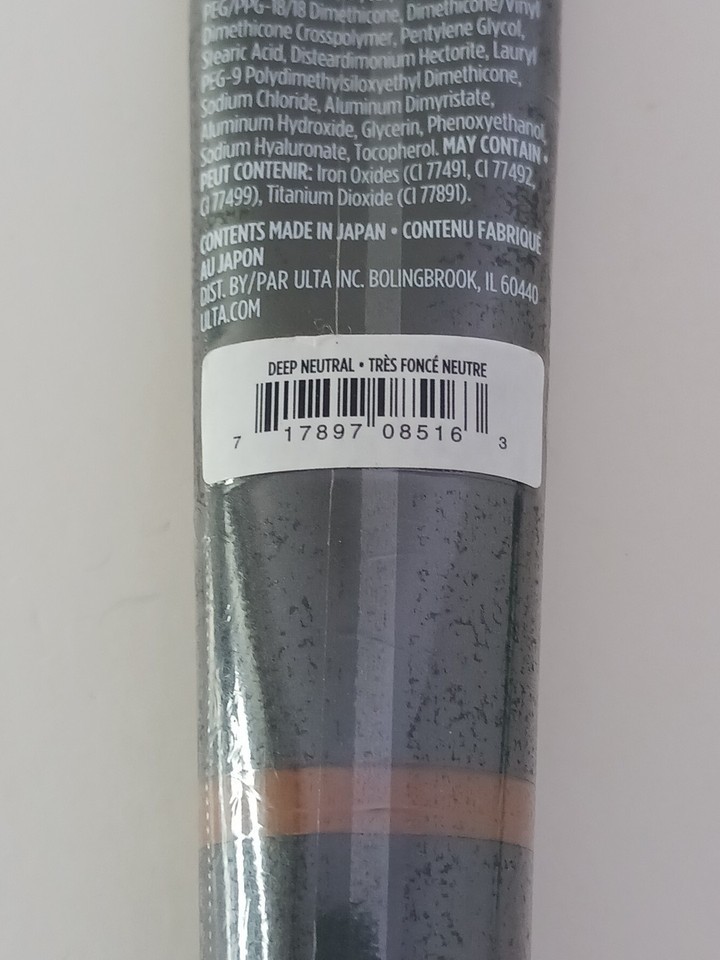 PEG/PPG-18/18 Dimethicone, Dimethicone/Vinyl
Dimethicone Crosspolymer, Pentylene Glycol,
Stearic Acid, Disteardimonium Hectorite, Lauryl
PEG-9 Polydimethylsiloxyethyl Dimethicone,
Sodium Chloride, Aluminum Dimyristate,
Aluminum Hydroxide, Glycerin, Phenoxyethanol,
Sodium Hyaluronate, Tocopherol. MAY CONTAIN •
PEUT CONTENIR: Iron Oxides (CI 77491, CI 77492,
CI 77499), Titanium Dioxide (CI 77891).
CONTENTS MADE IN JAPAN • CONTENU FABRIQUÉ
AU JAPON
DIST. BY/PAR ULTA INC. BOLINGBROOK, IL 60440
ULTA.COM
DEEP NEUTRAL • TRÈS FONCÉ NEUTRE
7 17897 08516 3